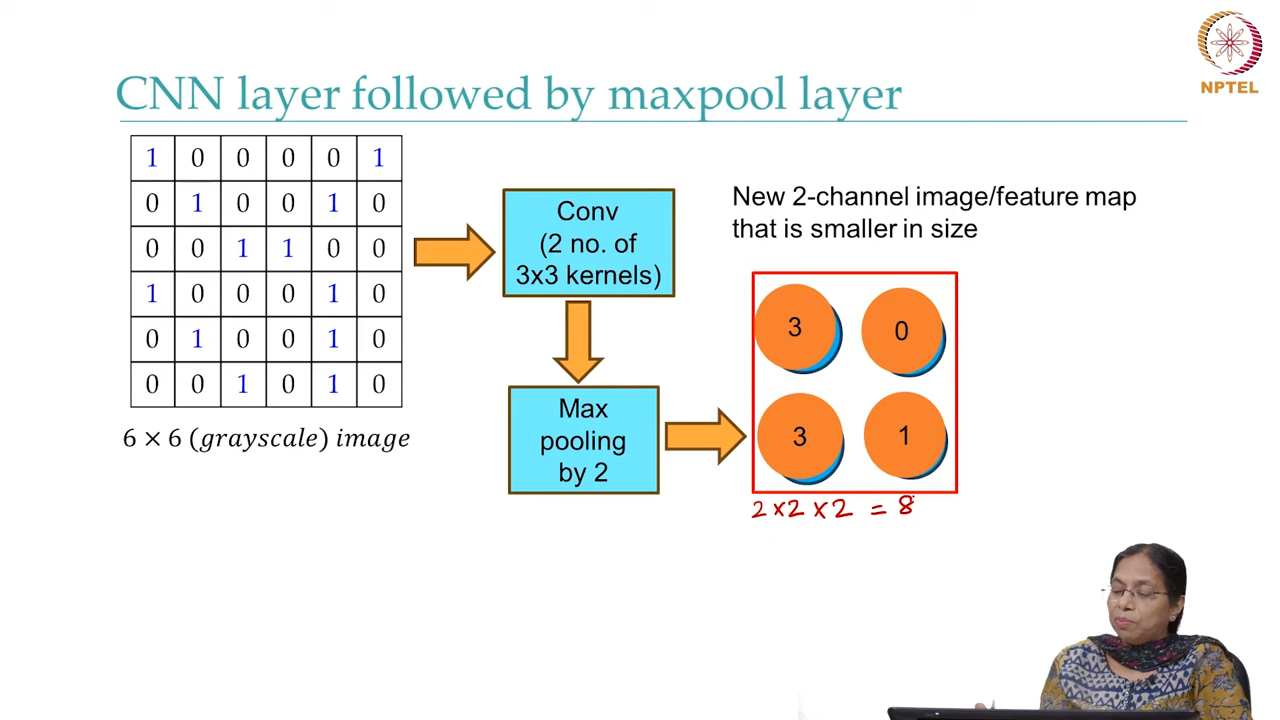 NPTEL
CNN layer followed by maxpool layer
1 0 0 0 0 1
0 1 0 0 1 0
0 0 1 1 0 0
1 0 0 0 1 0
0 1 0 0 1 0
0 0 1 0 1 0
6 × 6 (grayscale) image
Conv
(2 no. of
3x3 kernels)
Max
pooling
by 2
New 2-channel image/feature map
that is smaller in size
3 0
3 1
2 × 2 × 2 = 8